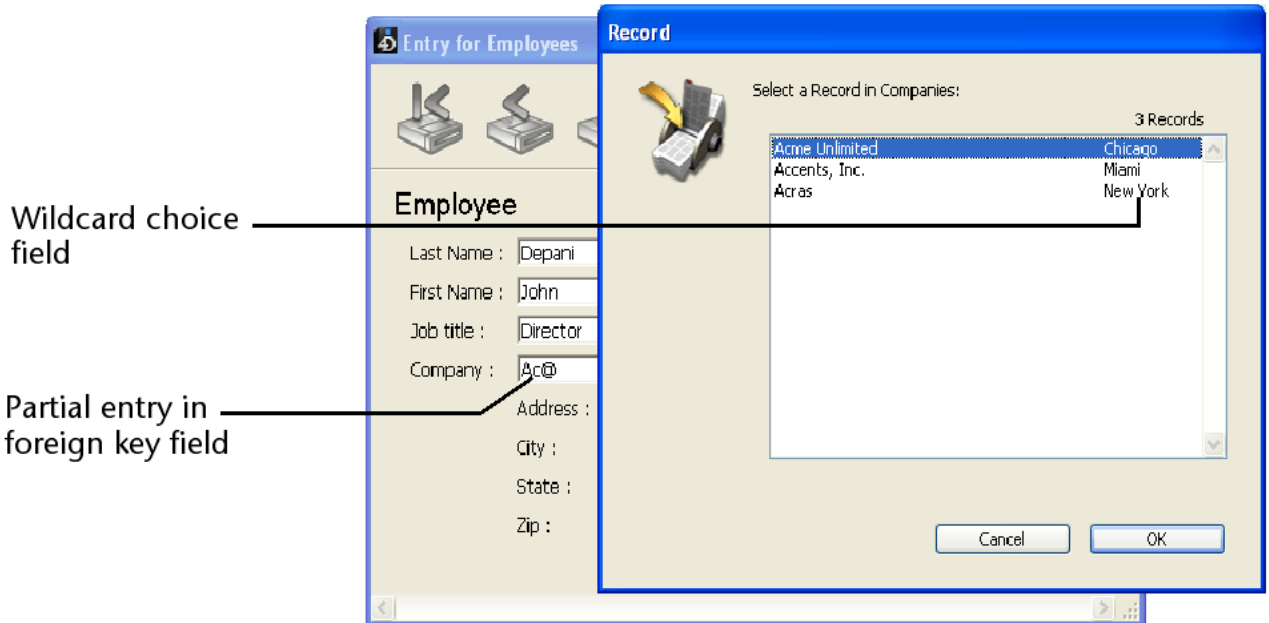 4D Entry for Employees
Record
Select a Record in Companies:
3 Records
Acme Unlimited Chicago
Accents, Inc. Miami
Acras New York
Employee
Wildcard choice
field
Last Name : Depani
First Name : John
Job title : Director
Company : Ac@
Partial entry in
foreign key field
Address :
City :
State :
Zip :
Cancel OK